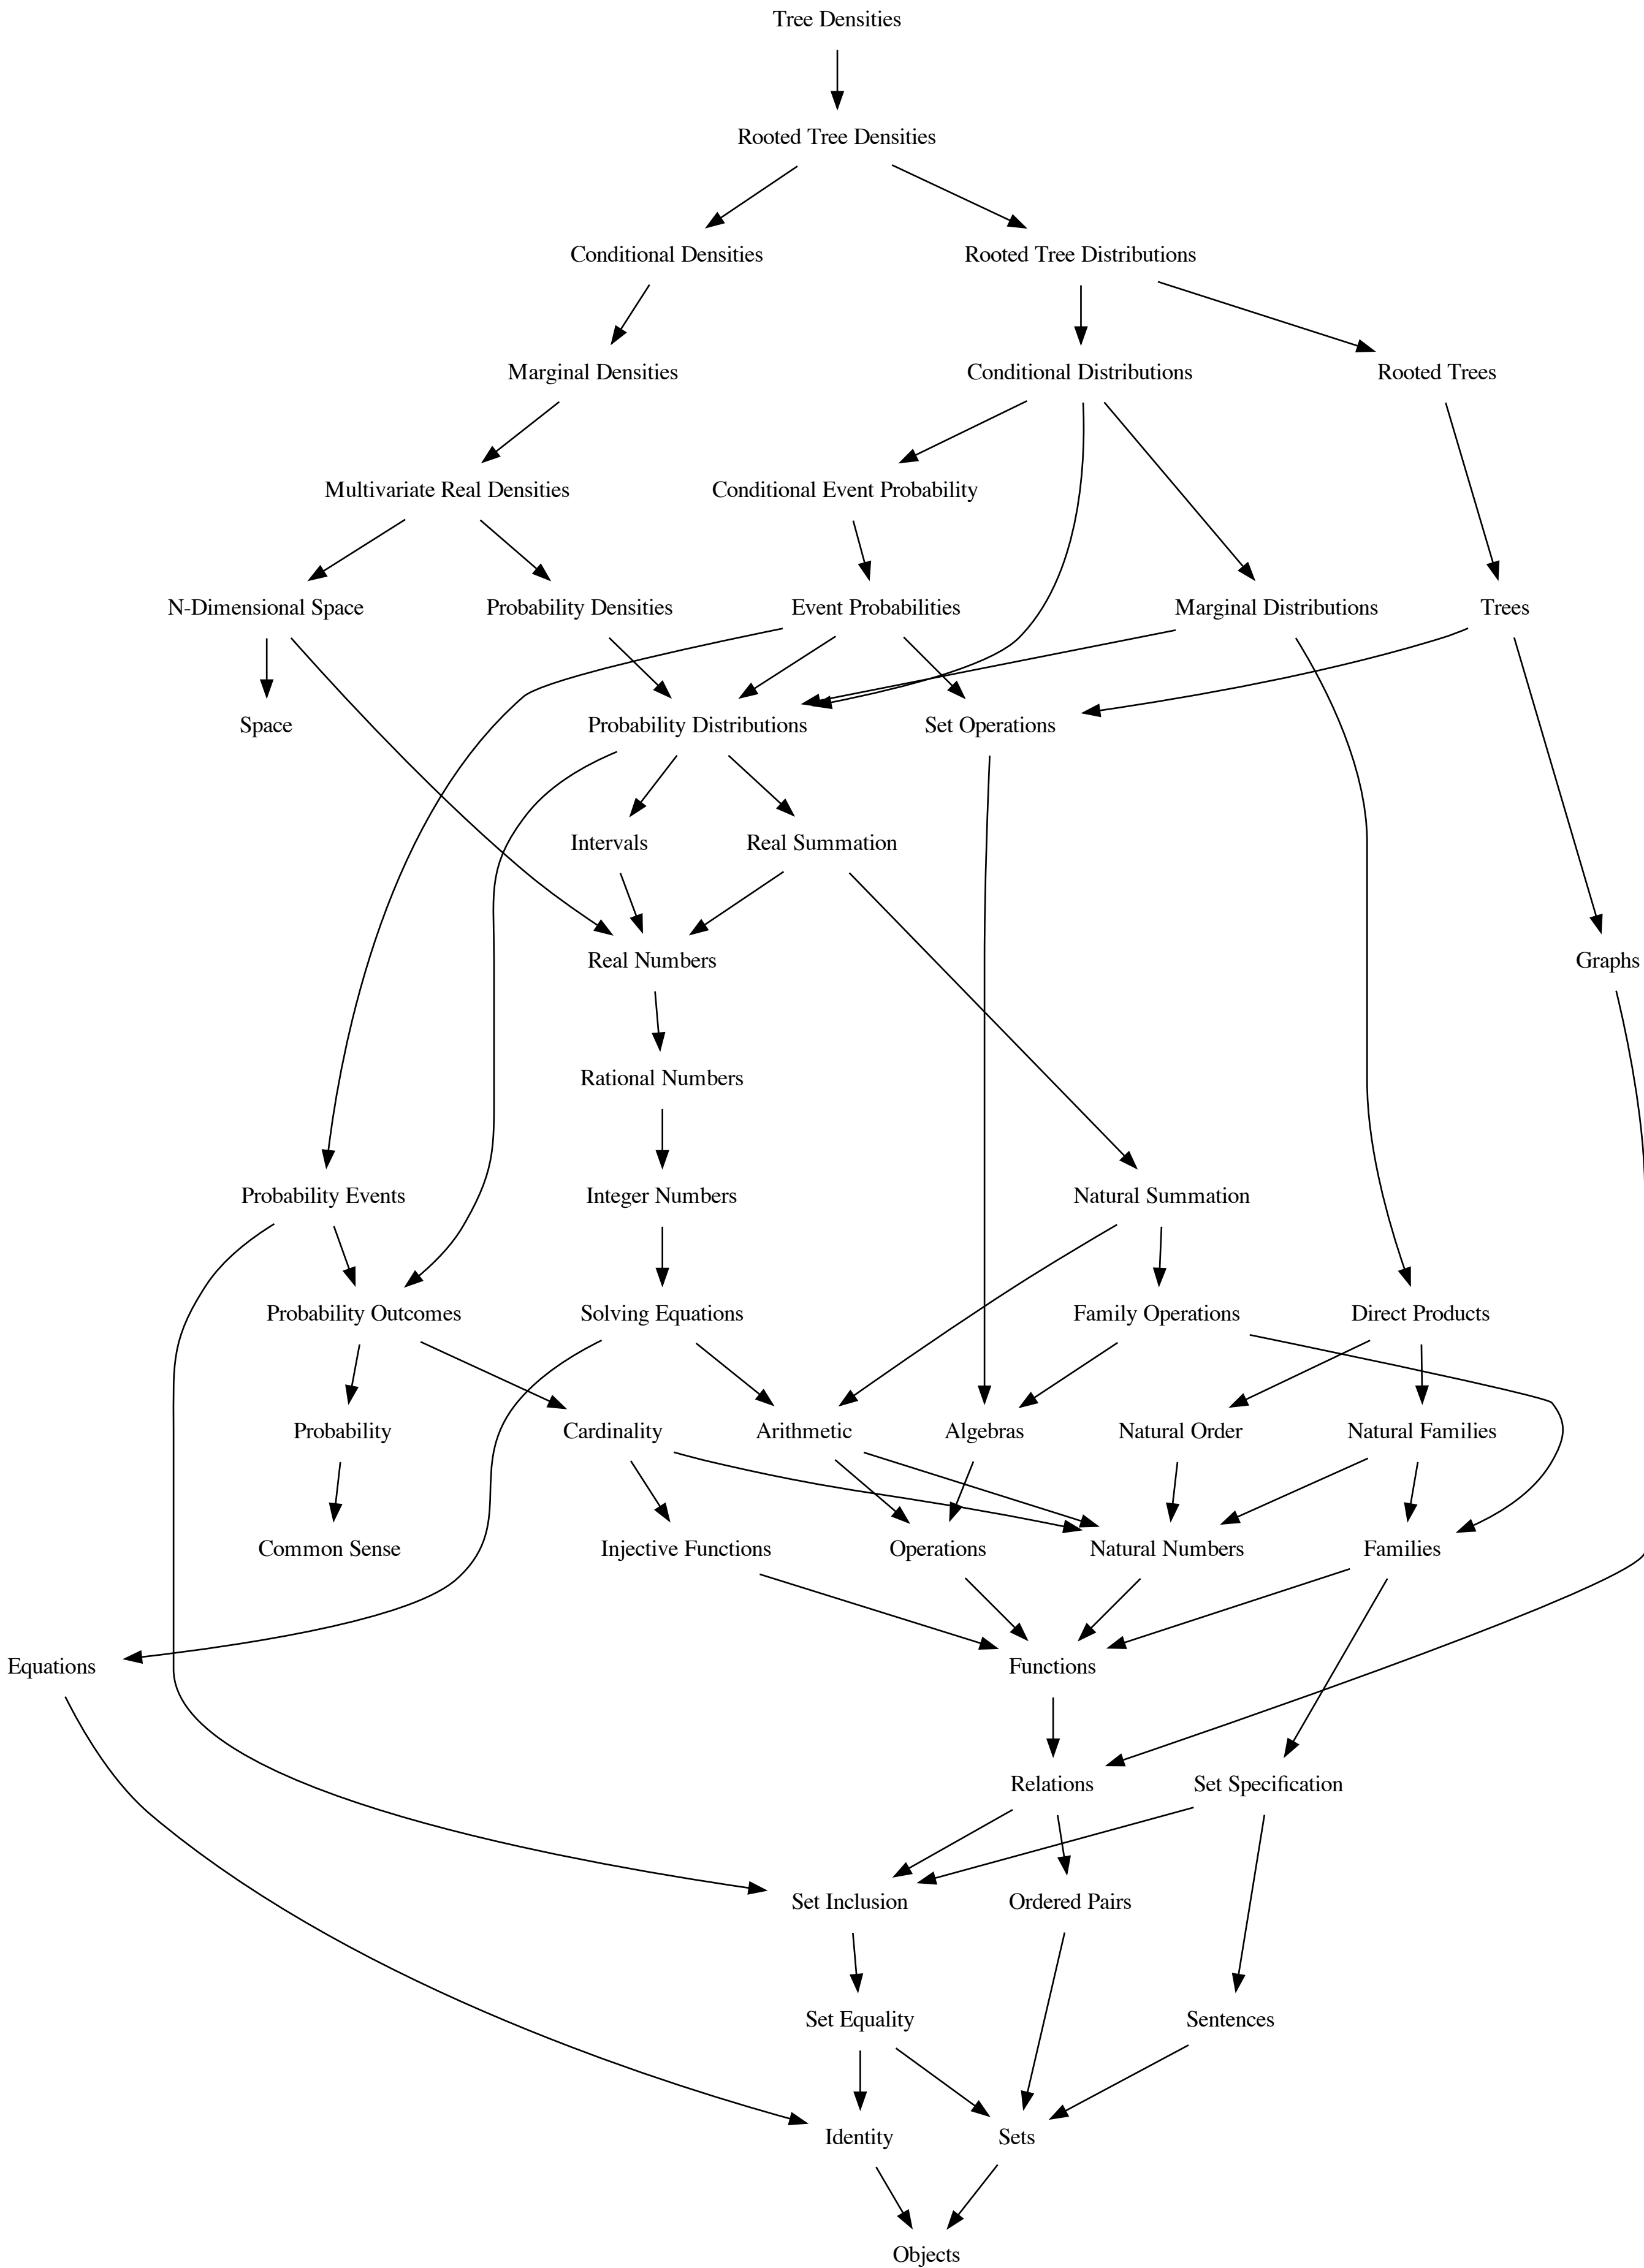 Tree Densities
Rooted Tree Densities
Conditional Densities
Rooted Tree Distributions
Marginal Densities
Conditional Distributions
Rooted Trees
Multivariate Real Densities
Conditional Event Probability
N-Dimensional Space
Probability Densities
Event Probabilities
Marginal Distributions
Trees
Space
Probability Distributions
Set Operations
Intervals
Real Summation
Real Numbers
Graphs
Rational Numbers
Probability Events
Integer Numbers
Natural Summation
Probability Outcomes
Solving Equations
Family Operations
Direct Products
Probability
Cardinality
Arithmetic
Algebras
Natural Order
Natural Families
Common Sense
Injective Functions
Operations
Natural Numbers
Families
Equations
Functions
Relations
Set Specification
Set Inclusion
Ordered Pairs
Set Equality
Sentences
Identity
Sets
Objects